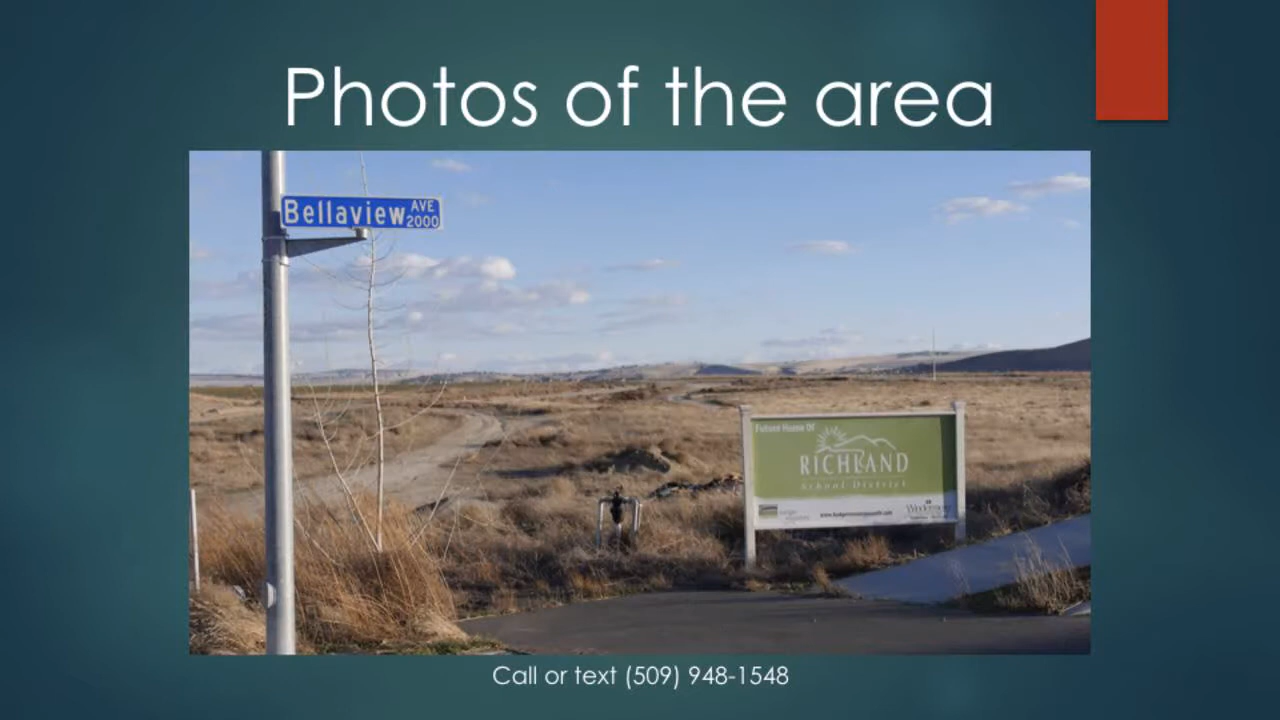 Photos of the area
Bellaview AVE 2000
Future Home Of
RICHLAND
School District
Windermere
Call or text (509) 948-1548